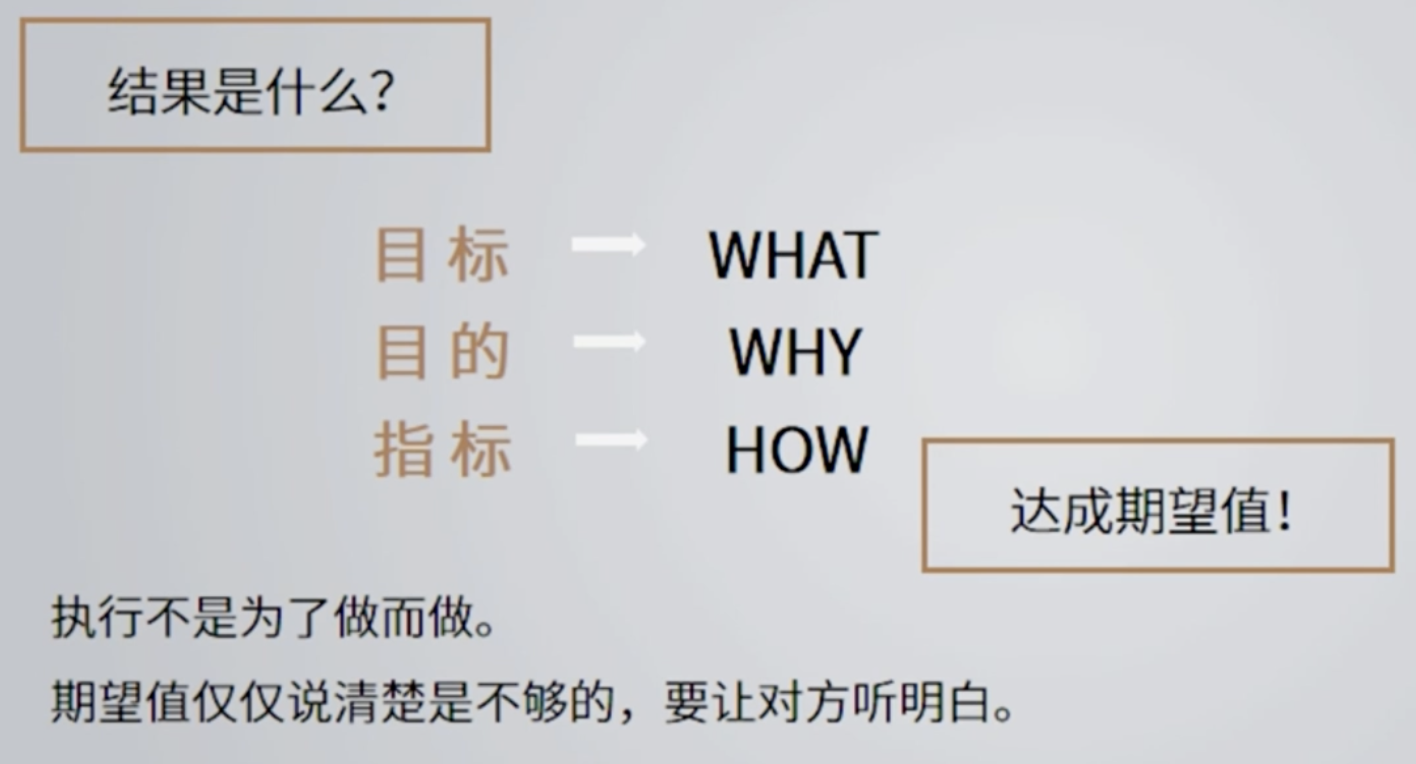 结果是什么?
目标 WHAT
目的 WHY
指标 HOW
达成期望值!
执行不是为了做而做。
期望值仅仅说清楚是不够的，要让对方听明白。